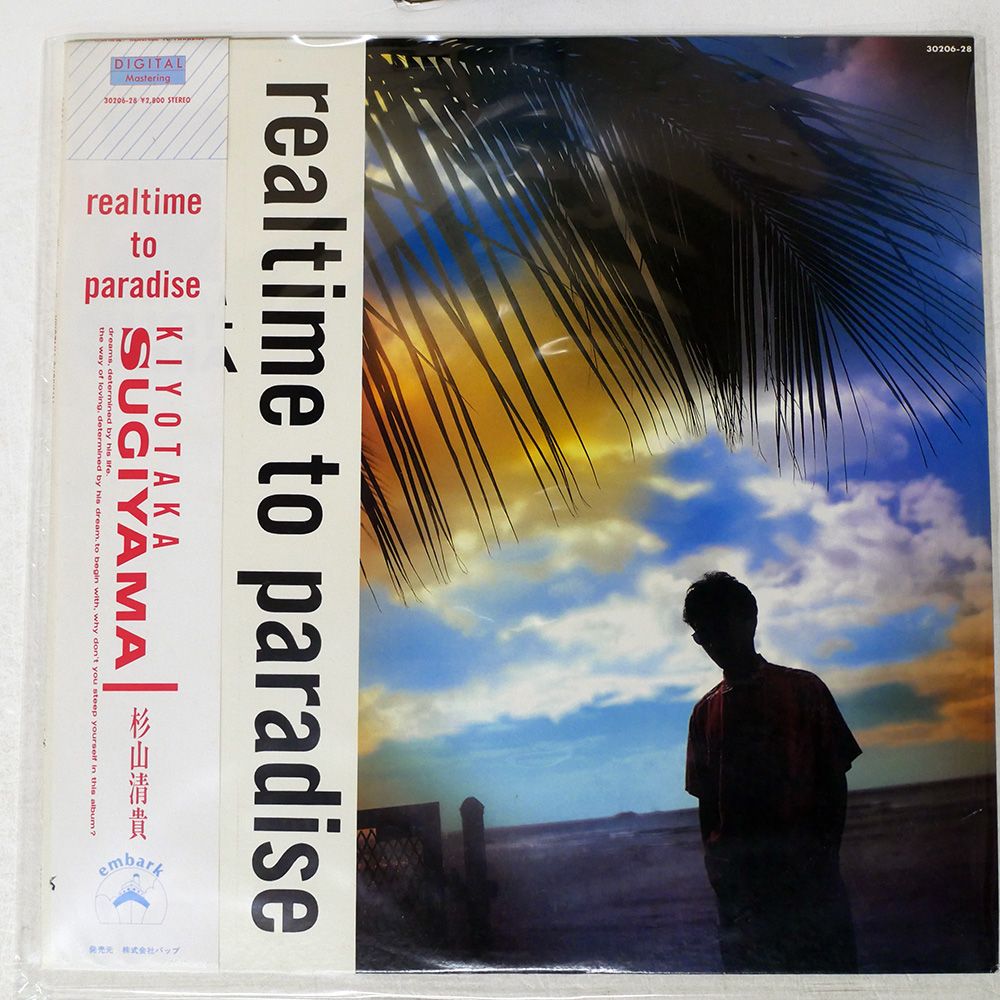 DIGITAL
Mastering
30206-28 ¥2,800 STEREO
realtime
to
paradise
KIYOTAKA
SUGIYAMA
dreams, determined by his life.
the way of loving, determined by his dream. to begin with, why don't you steep yourself in this album?
杉山清貴
embark
発売元 株式会社バップ
realtime to paradise
30206-28